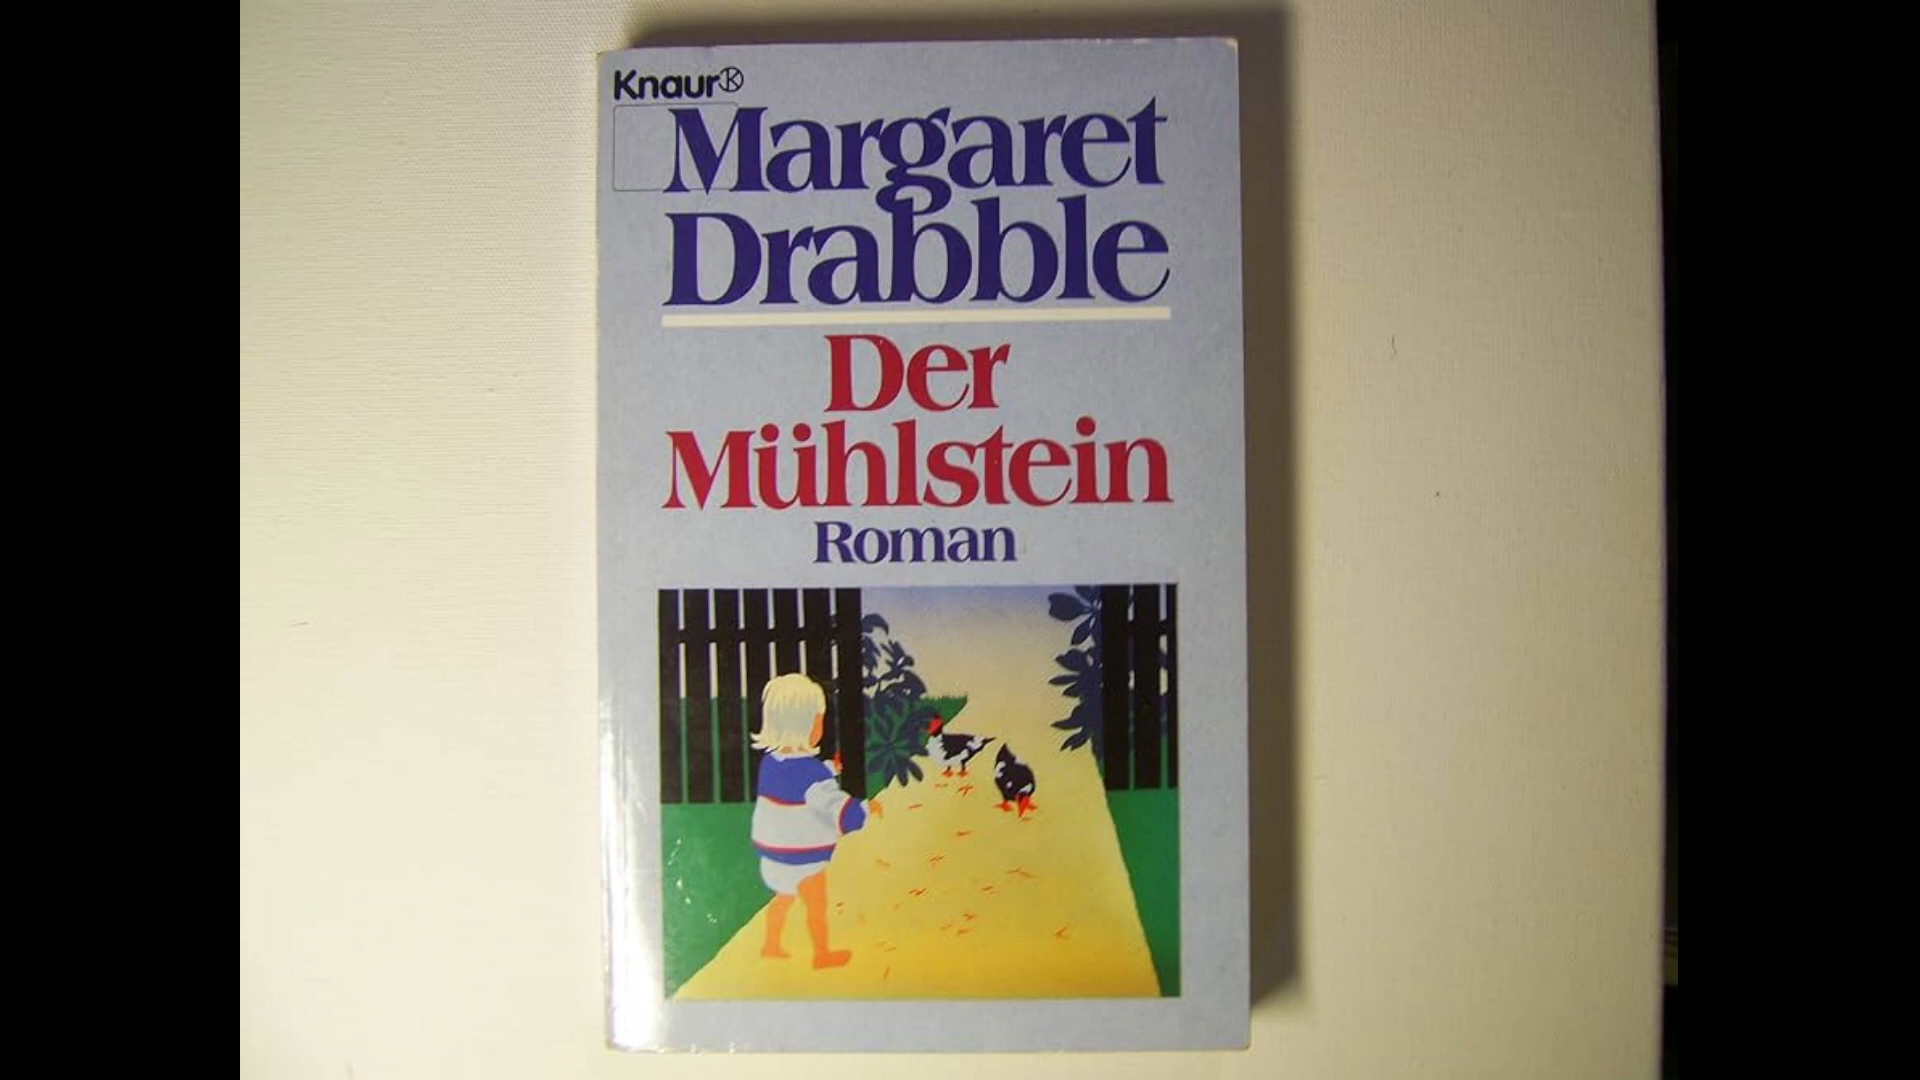 Knaur
Margaret
Drabble
Der
Mühlstein
Roman